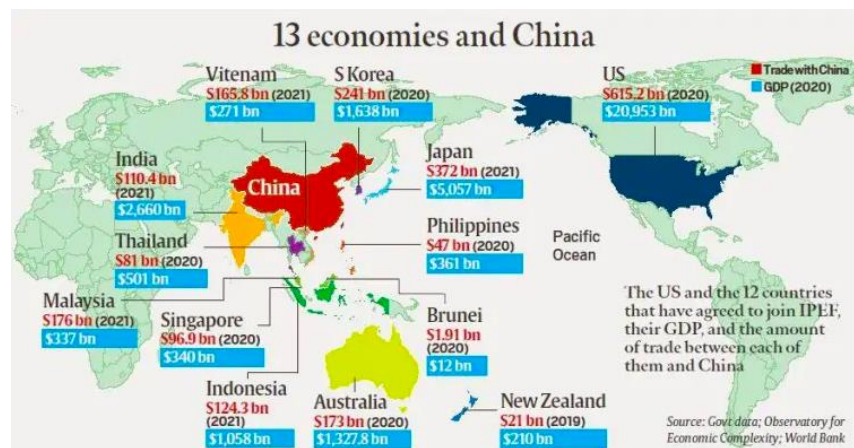 13 economies and China
Vitenam
$165.8 bn (2021)
$271 bn
S Korea
$241 bn (2020)
$1,638 bn
US
$615.2 bn (2020)
$20,953 bn
Trade with China
GDP (2020)
India
$110.4 bn
(2021)
$2,660 bn
China
Japan
$372 bn (2021)
$5,057 bn
Thailand
$81 bn (2020)
$501 bn
Philippines
$47 bn (2020)
$361 bn
Pacific
Ocean
Malaysia
$176 bn (2021)
$337 bn
Singapore
$96.9 bn (2020)
$340 bn
Brunei
$1.91 bn
(2020)
$12 bn
Indonesia
$124.3 bn
(2021)
$1,058 bn
Australia
$173 bn (2020)
$1,327.8 bn
New Zealand
$21 bn (2019)
$210 bn
The US and the 12 countries
that have agreed to join IPEF,
their GDP, and the amount
of trade between each of
them and China
Source: Govt data; Observatory for
Economic Complexity; World Bank